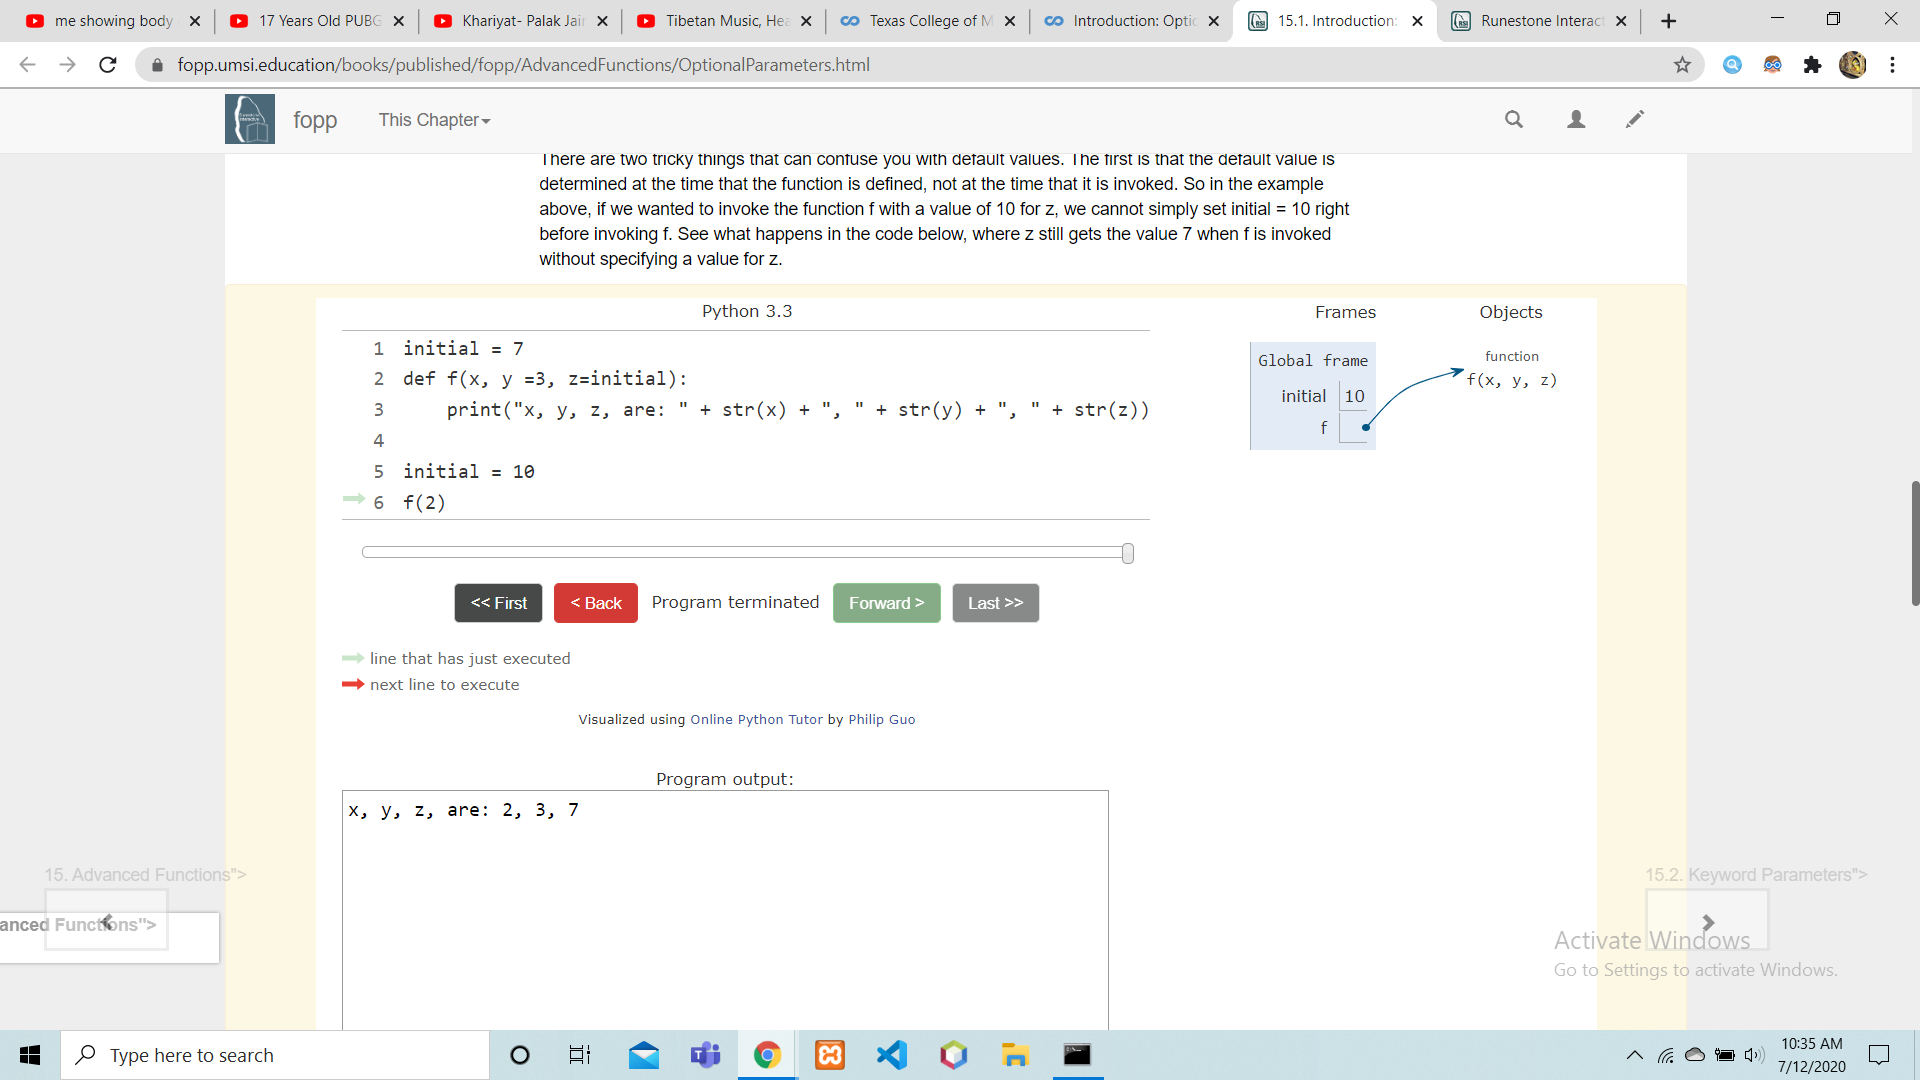 me showing body
17 Years Old PUBG
Khariyat- Palak Jain
Tibetan Music, Hea
Texas College of M
Introduction: Optio
15.1. Introduction:
Runestone Interact
fopp.umsi.education/books/published/fopp/AdvancedFunctions/OptionalParameters.html
fopp
This Chapter
There are two tricky things that can confuse you with default values. The first is that the default value is
determined at the time that the function is defined, not at the time that it is invoked. So in the example
above, if we wanted to invoke the function f with a value of 10 for z, we cannot simply set initial = 10 right
before invoking f. See what happens in the code below, where z still gets the value 7 when f is invoked
without specifying a value for z.
Python 3.3
1 initial = 7
2 def f(x, y =3, z=initial):
3 print("x, y, z, are: " + str(x) + ", " + str(y) + ", " + str(z))
4
5 initial = 10
6 f(2)
Frames
Objects
Global frame
initial 10
f
function
f(x, y, z)
<< First
< Back
Program terminated
Forward >
Last >>
line that has just executed
next line to execute
Visualized using Online Python Tutor by Philip Guo
Program output:
x, y, z, are: 2, 3, 7
15. Advanced Functions">
anced Functions">
15.2. Keyword Parameters">
Activate Windows
Go to Settings to activate Windows.
Type here to search
10:35 AM
7/12/2020